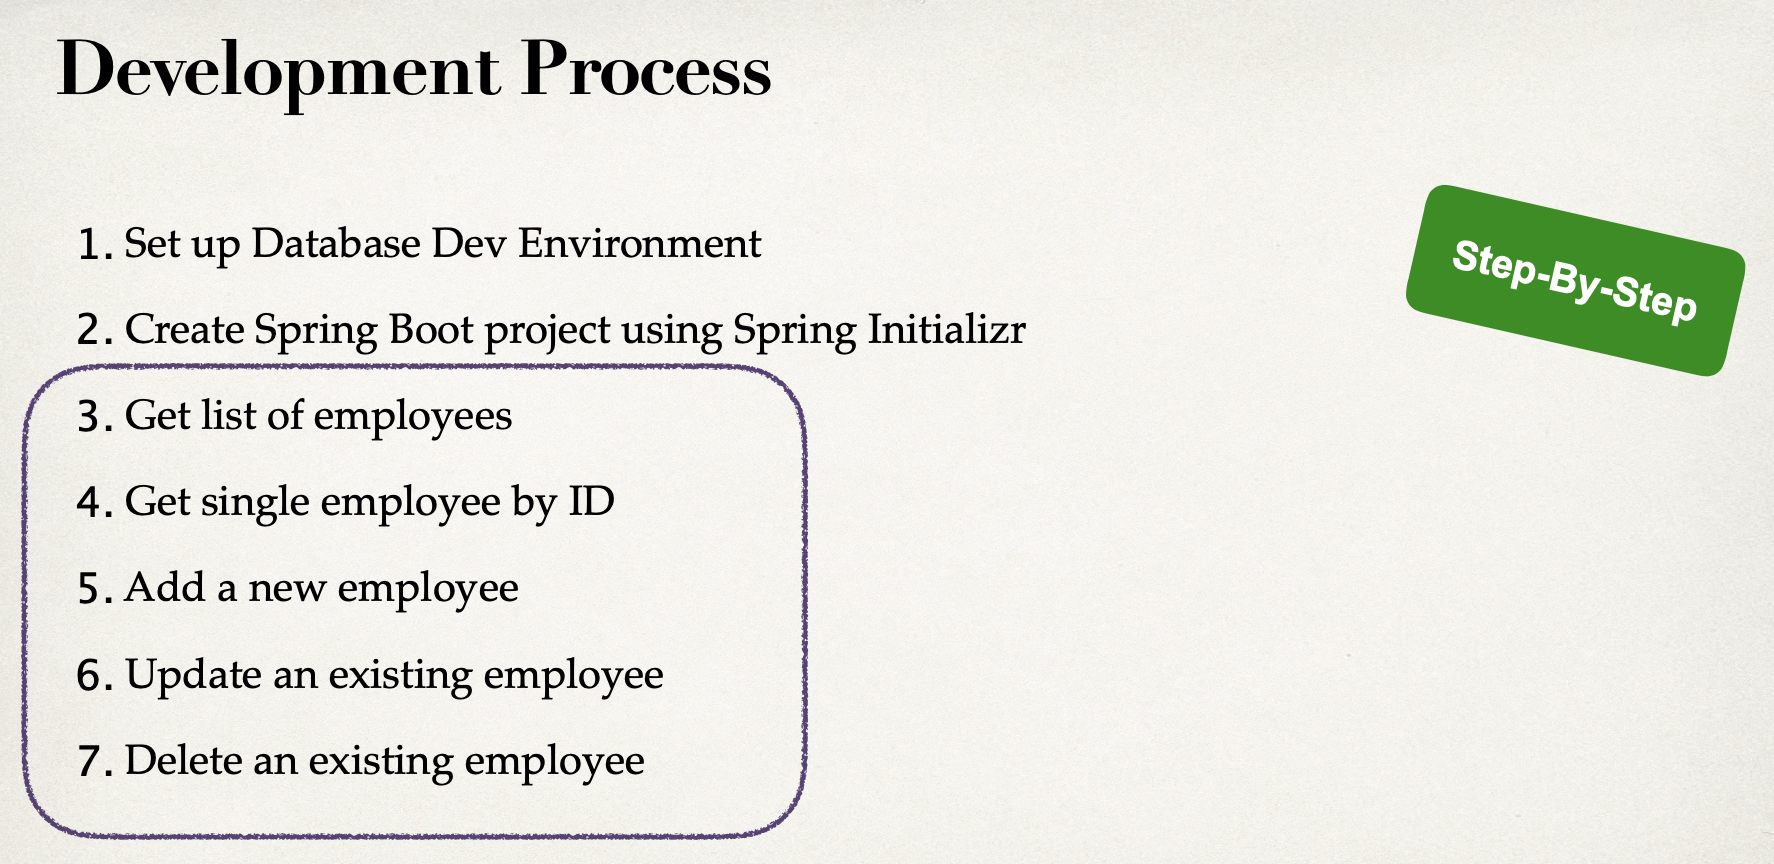 Development Process
1. Set up Database Dev Environment
2. Create Spring Boot project using Spring Initializr
3. Get list of employees
4. Get single employee by ID
5. Add a new employee
6. Update an existing employee
7. Delete an existing employee
Step-By-Step